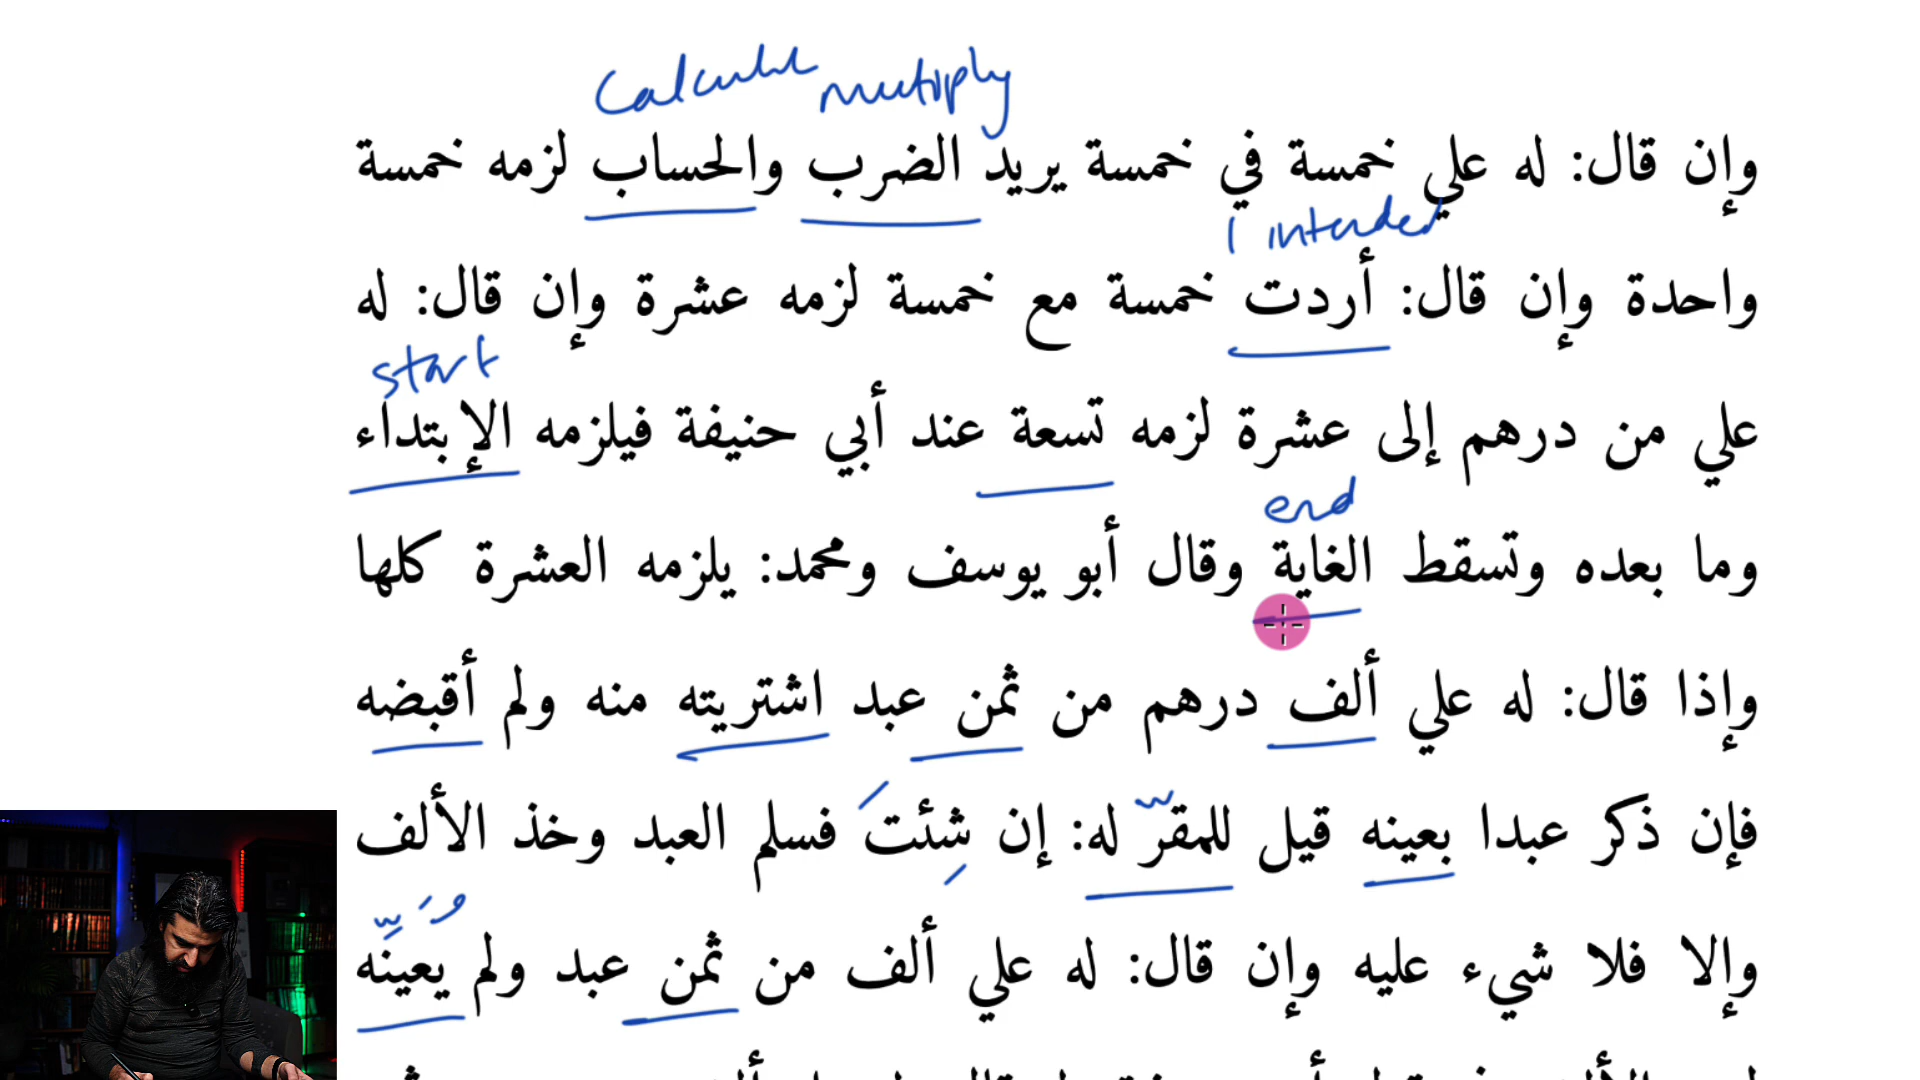 calculate multiply
وإن قال: له علي خمسة في خمسة يريد الضرب والحساب لزمه خمسة
I intended
واحدة وإن قال: أردت خمسة مع خمسة لزمه عشرة وإن قال: له
start
علي من درهم إلى عشرة لزمه تسعة عند أبي حنيفة فيلزمه الإبتداء
end
وما بعده وتسقط الغاية وقال أبو يوسف ومحمد: يلزمه العشرة كلها
وإذا قال: له علي ألف درهم من ثمن عبد اشتريته منه ولم أقبضه
فإن ذكر عبدا بعينه قيل للمقرّ له: إن شئت فسلم العبد وخذ الألف
وإلا فلا شيء عليه وإن قال: له علي ألف من ثمن عبد ولم يعينه